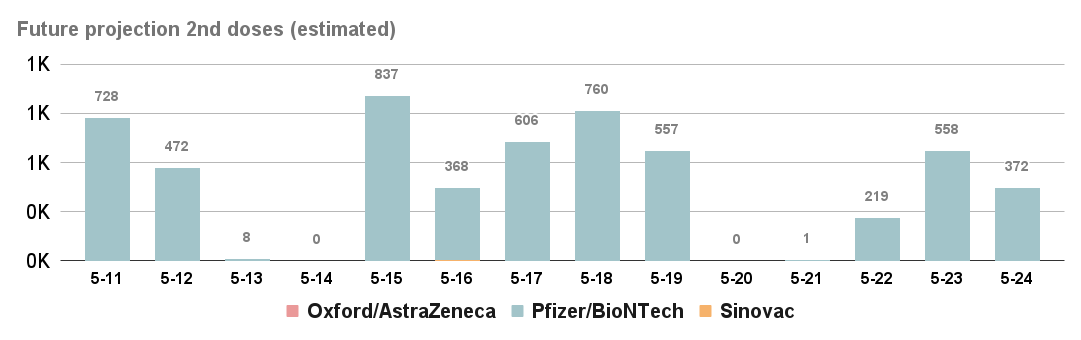 Future projection 2nd doses (estimated)
1K
1K
1K
0K
0K
728
472
8
0
837
368
606
760
557
0
1
219
558
372
5-11 5-12 5-13 5-14 5-15 5-16 5-17 5-18 5-19 5-20 5-21 5-22 5-23 5-24
Oxford/AstraZeneca Pfizer/BioNTech Sinovac